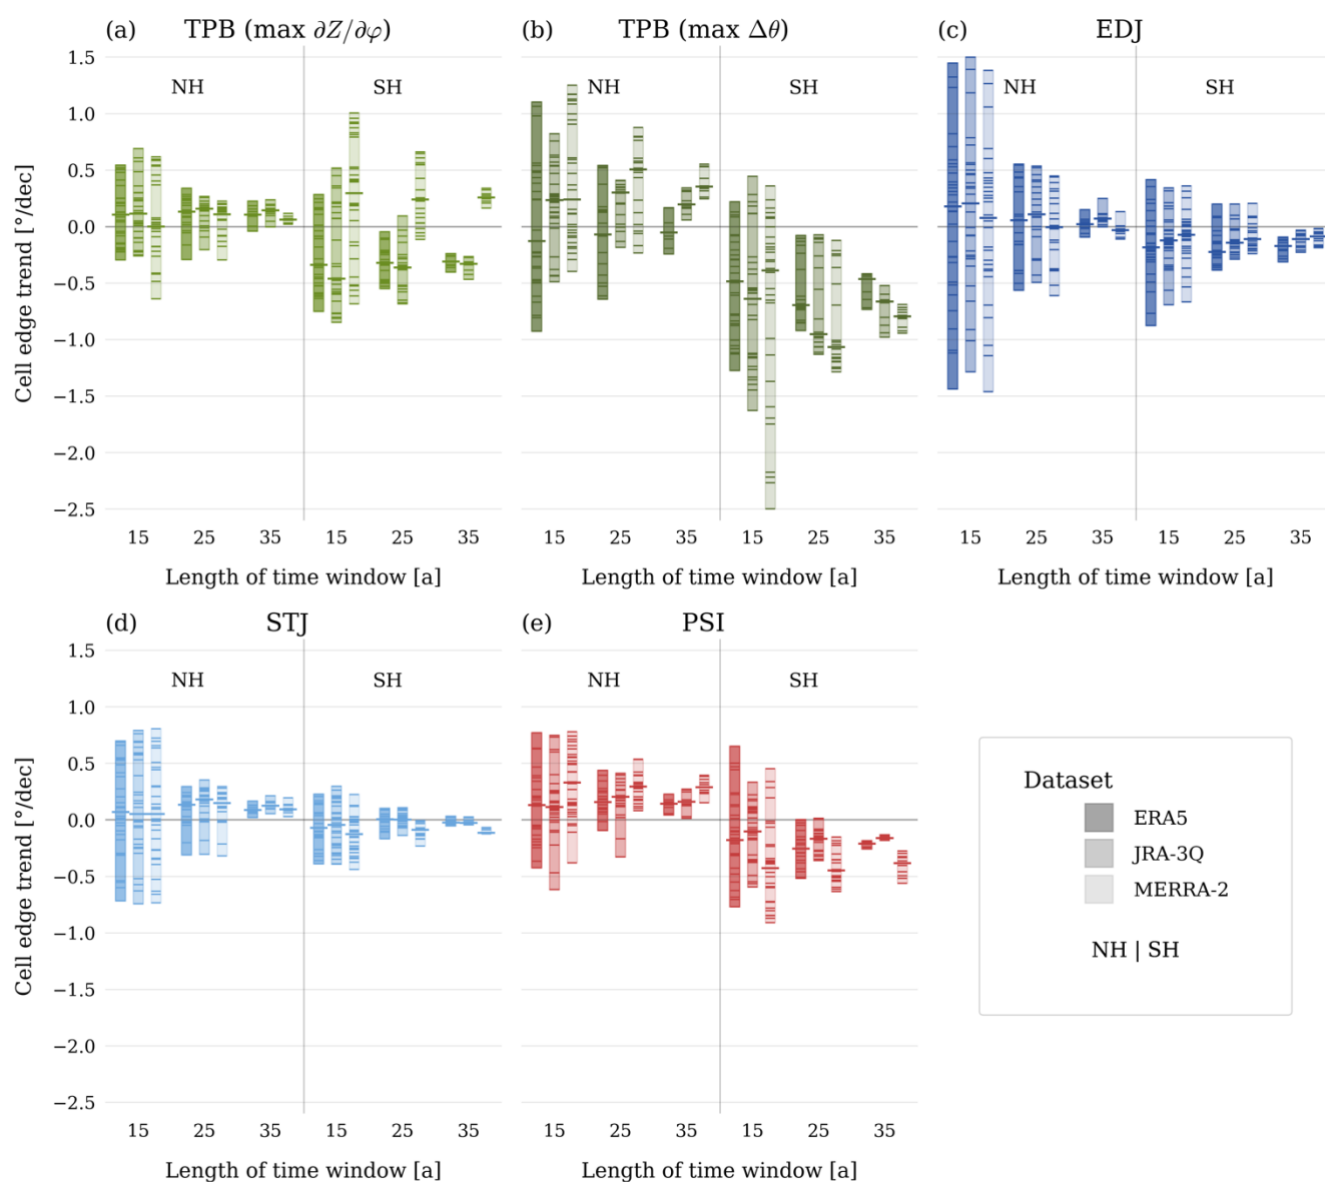 (a) TPB (max ∂Z/∂φ)
(b) TPB (max Δθ)
(c) EDJ
NH SH
NH SH
NH SH
Cell edge trend [°/dec]
1.5
1.0
0.5
0.0
−0.5
−1.0
−1.5
−2.0
−2.5
15 25 35 15 25 35
15 25 35 15 25 35
15 25 35 15 25 35
Length of time window [a]
Length of time window [a]
Length of time window [a]
(d) STJ
(e) PSI
NH SH
NH SH
Cell edge trend [°/dec]
1.5
1.0
0.5
0.0
−0.5
−1.0
−1.5
−2.0
−2.5
15 25 35 15 25 35
15 25 35 15 25 35
Length of time window [a]
Length of time window [a]
Dataset
ERA5
JRA-3Q
MERRA-2
NH | SH